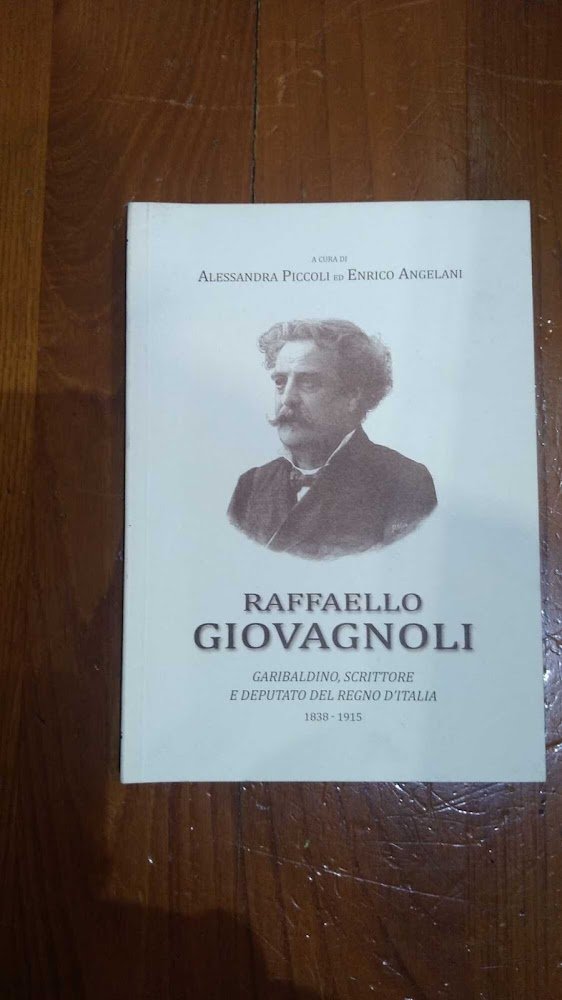 A CURA DI
ALESSANDRA PICCOLI ED ENRICO ANGELANI
RAFFAELLO
GIOVAGNOLI
GARIBALDINO, SCRITTORE
E DEPUTATO DEL REGNO D'ITALIA
1838 - 1915